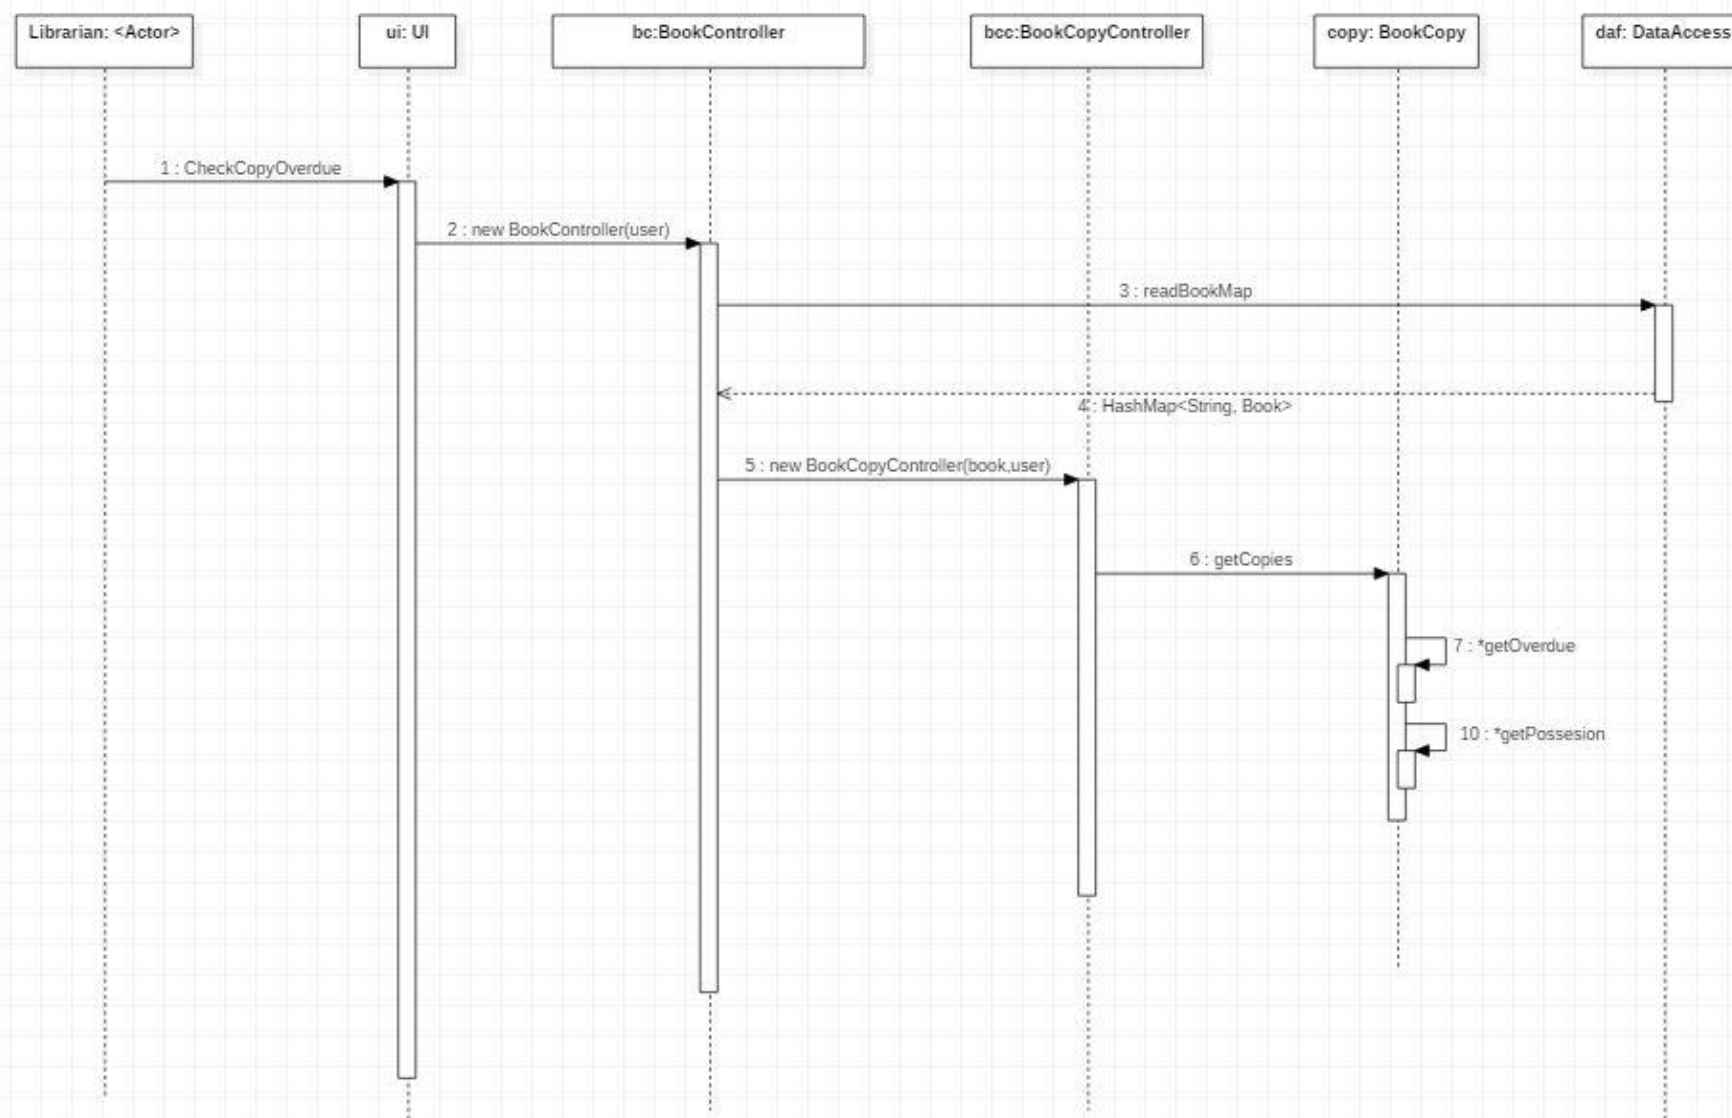 Librarian: <Actor>
ui: UI
bc:BookController
bcc:BookCopyController
copy: BookCopy
daf: DataAccess
1 : CheckCopyOverdue
2 : new BookController(user)
3 : readBookMap
4 : HashMap<String, Book>
5 : new BookCopyController(book,user)
6 : getCopies
7 : *getOverdue
10 : *getPossesion